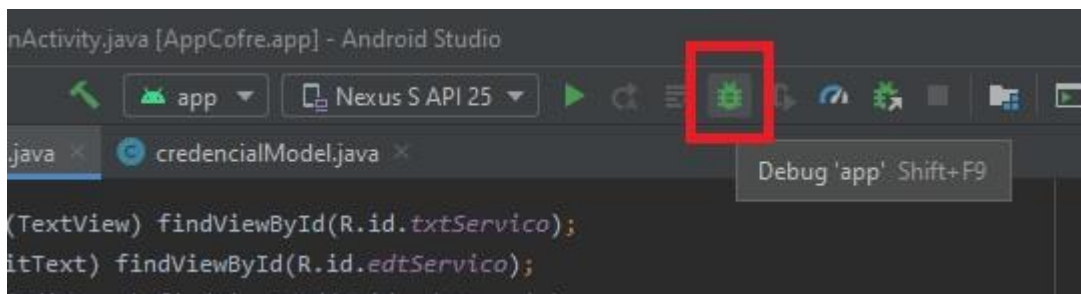 nActivity.java [AppCofre.app] - Android Studio
app Nexus S API 25
.java credencialModel.java
Debug 'app' Shift+F9
(TextView) findViewById(R.id.txtServico);
itText) findViewById(R.id.edtServico);